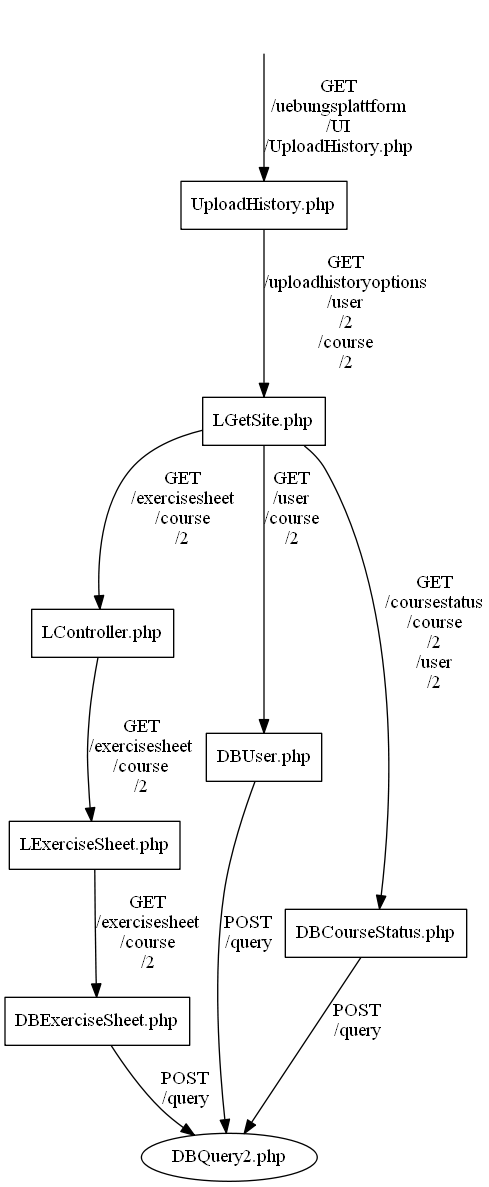 GET
/uebungsplattform
/UI
/UploadHistory.php
UploadHistory.php
GET
/uploadhistoryoptions
/user
/2
/course
/2
LGetSite.php
GET
/exercisesheet
/course
/2
GET
/user
/course
/2
GET
/coursestatus
/course
/2
/user
/2
LController.php
GET
/exercisesheet
/course
/2
DBUser.php
LExerciseSheet.php
GET
/exercisesheet
/course
/2
POST
/query
DBCourseStatus.php
DBExerciseSheet.php
POST
/query
POST
/query
DBQuery2.php